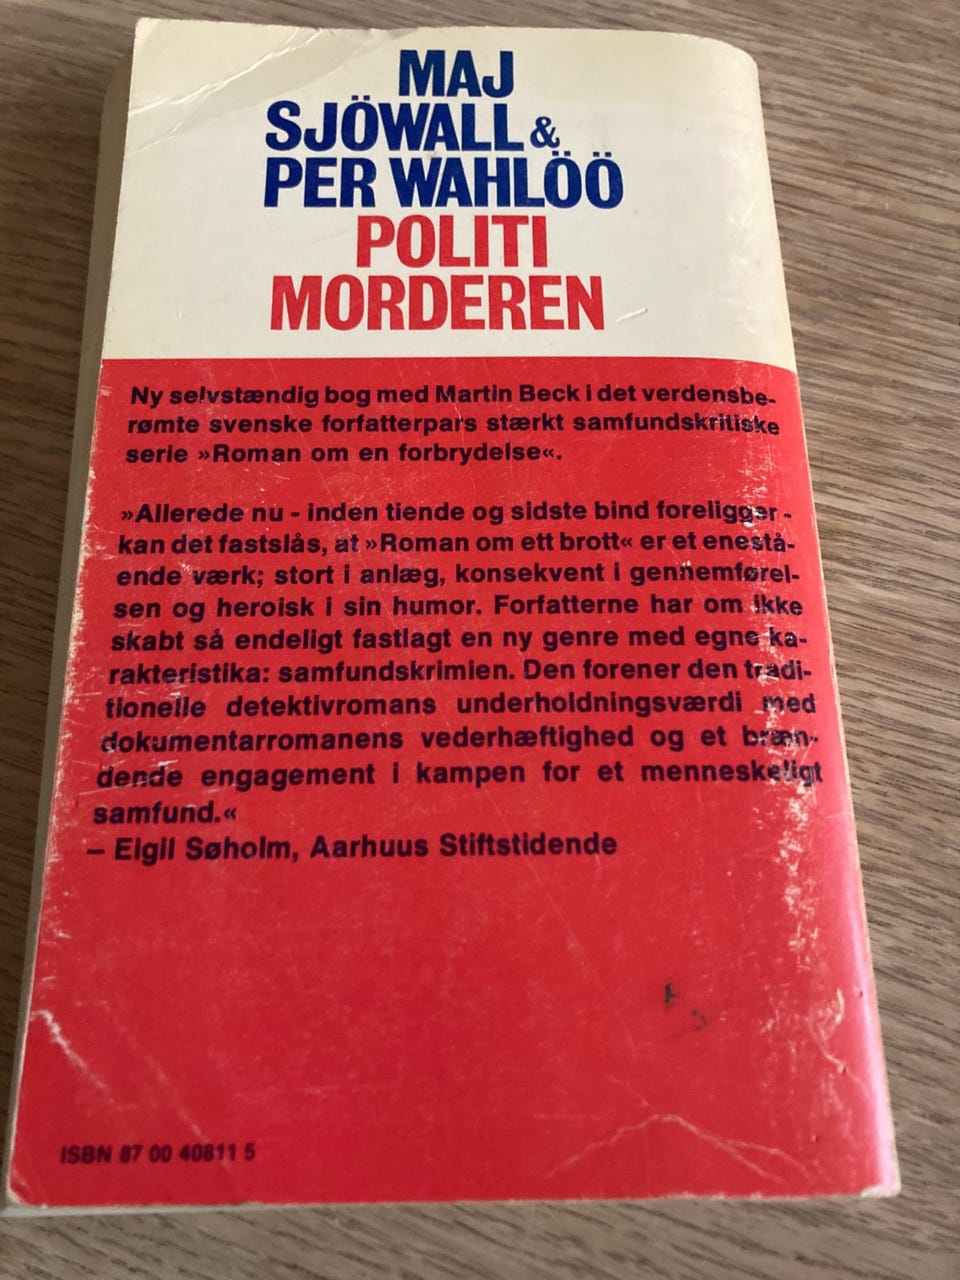 MAJ
SJÖWALL &
PER WAHLÖÖ
POLITI
MORDEREN
Ny selvstændig bog med Martin Beck i det verdensbe-
rømte svenske forfatterpars stærkt samfundskritiske
serie »Roman om en forbrydelse«.
»Allerede nu - inden tiende og sidste bind foreligger -
kan det fastslås, at »Roman om ett brott« er et enestå-
ende værk; stort i anlæg, konsekvent i gennemførel-
sen og heroisk i sin humor. Forfatterne har om ikke
skabt så endeligt fastlagt en ny genre med egne ka-
rakteristika: samfundskrimien. Den forener den tradi-
tionelle detektivromans underholdningsværdi med
dokumentarromanens vederhæftighed og et bræn-
dende engagement i kampen for et menneskeligt
samfund.«
– Eigil Søholm, Aarhuus Stiftstidende
ISBN 87 00 40811 5